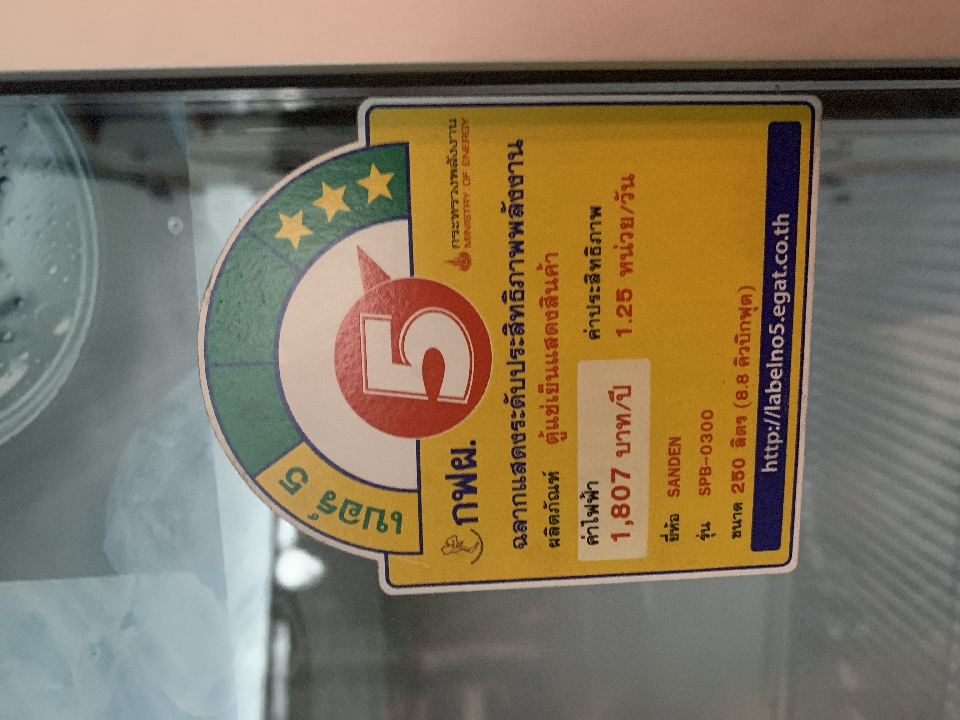 เบอร์ 5
5
กฟผ.
กระทรวงพลังงาน
MINISTRY OF ENERGY
ฉลากแสดงระดับประสิทธิภาพพลังงาน
ผลิตภัณฑ์ ตู้แช่เย็นแสดงสินค้า
ค่าไฟฟ้า ค่าประสิทธิภาพ
1,807 บาท/ปี 1.25 หน่วย/วัน
ยี่ห้อ SANDEN
รุ่น SPB-0300
ขนาด 250 ลิตร (8.8 คิวบิกฟุต)
http://labelno5.egat.co.th